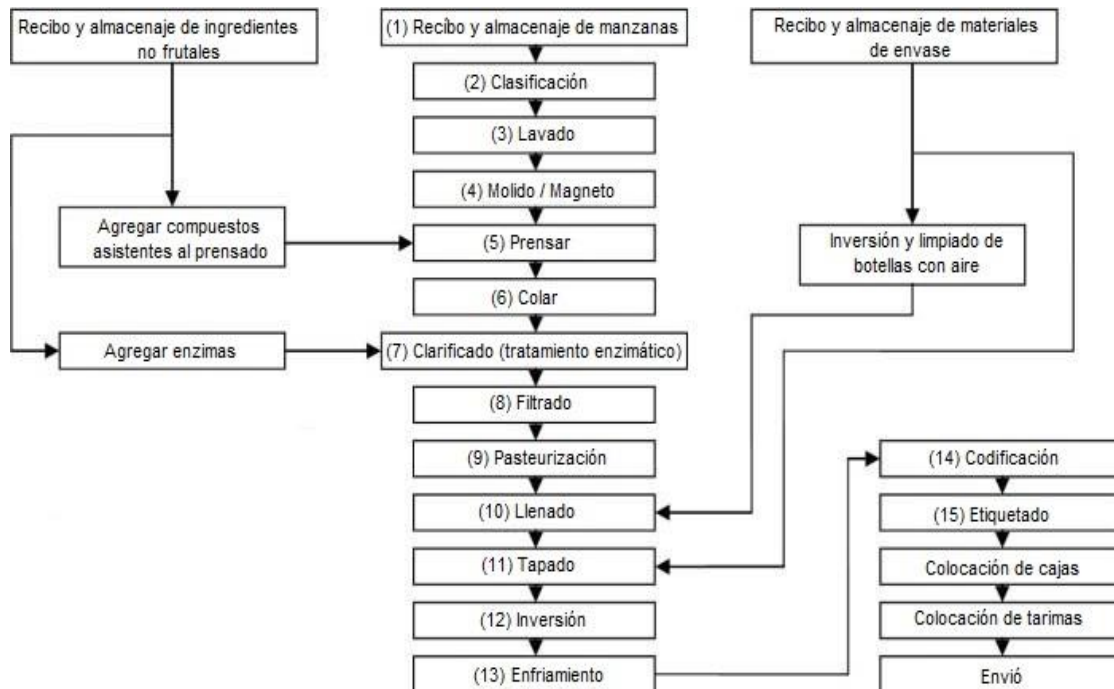 Recibo y almacenaje de ingredientes
no frutales
(1) Recibo y almacenaje de manzanas
Recibo y almacenaje de materiales
de envase
(2) Clasificación
(3) Lavado
(4) Molido / Magneto
Agregar compuestos
asistentes al prensado
(5) Prensar
Inversión y limpiado de
botellas con aire
(6) Colar
Agregar enzimas
(7) Clarificado (tratamiento enzimático)
(8) Filtrado
(9) Pasteurización
(10) Llenado
(11) Tapado
(12) Inversión
(13) Enfriamiento
(14) Codificación
(15) Etiquetado
Colocación de cajas
Colocación de tarimas
Envió